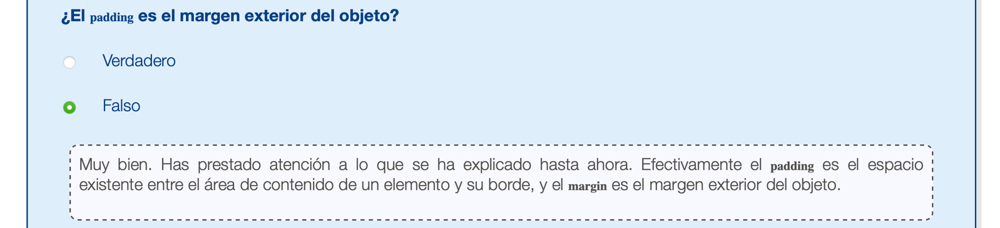 ¿El padding es el margen exterior del objeto?
Verdadero
Falso
Muy bien. Has prestado atención a lo que se ha explicado hasta ahora. Efectivamente el padding es el espacio
existente entre el área de contenido de un elemento y su borde, y el margin es el margen exterior del objeto.